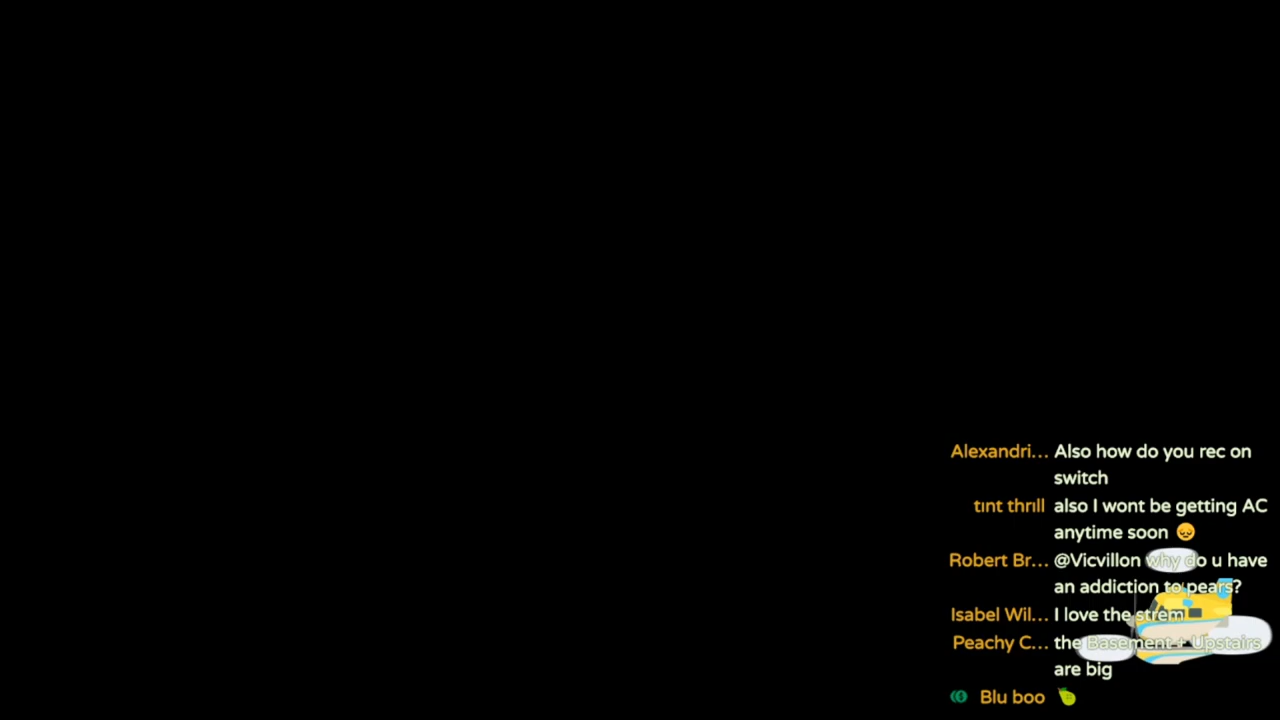 Alexandri... Also how do you rec on
switch
tınt thrıll also I wont be getting AC
anytime soon 😔
Robert Br... @Vicvillon why do u have
an addiction to pears?
Isabel Wil... I love the strem
Peachy C... the Basement + Upstairs
are big
Blu boo 🍐